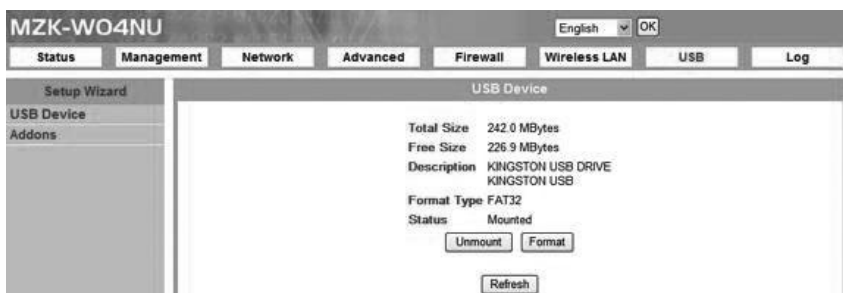 MZK-WO4NU
English OK
Status Management Network Advanced Firewall Wireless LAN USB Log
Setup Wizard
USB Device
Addons
USB Device
Total Size 242.0 MBytes
Free Size 226.9 MBytes
Description KINGSTON USB DRIVE
KINGSTON USB
Format Type FAT32
Status Mounted
Unmount Format
Refresh